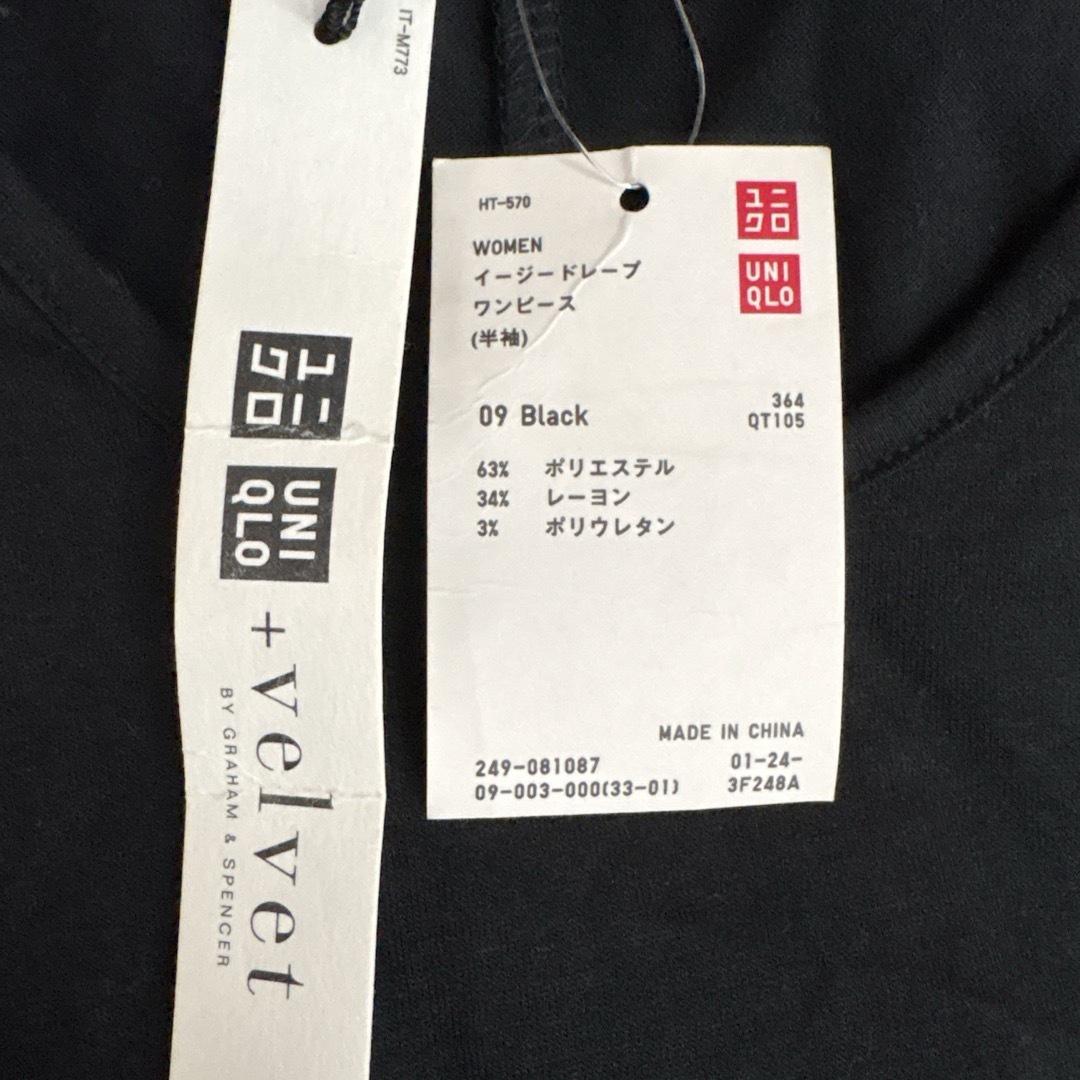 IT-M773
ユニ
クロ
UNI
QLO
+velvet
BY GRAHAM & SPENCER
HT-570
ユニ
クロ
UNI
QLO
WOMEN
イージードレープ
ワンピース
(半袖)
09 Black
364
QT105
63% ポリエステル
34% レーヨン
3% ポリウレタン
MADE IN CHINA
249-081087 01-24-
09-003-000(33-01) 3F248A